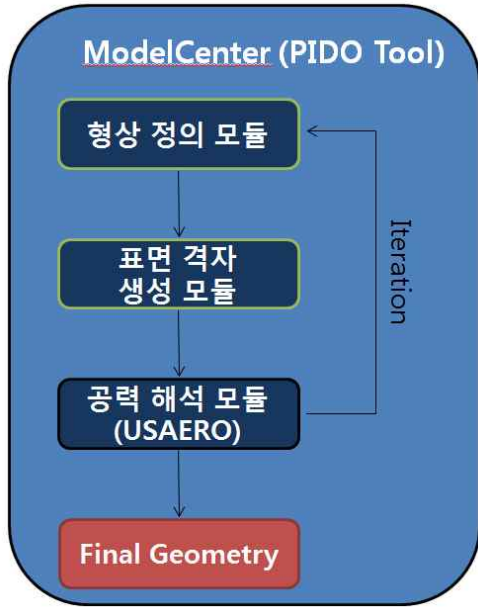 ModelCenter (PIDO Tool)
형상 정의 모듈
표면 격자
생성 모듈
Iteration
공력 해석 모듈
(USAERO)
Final Geometry